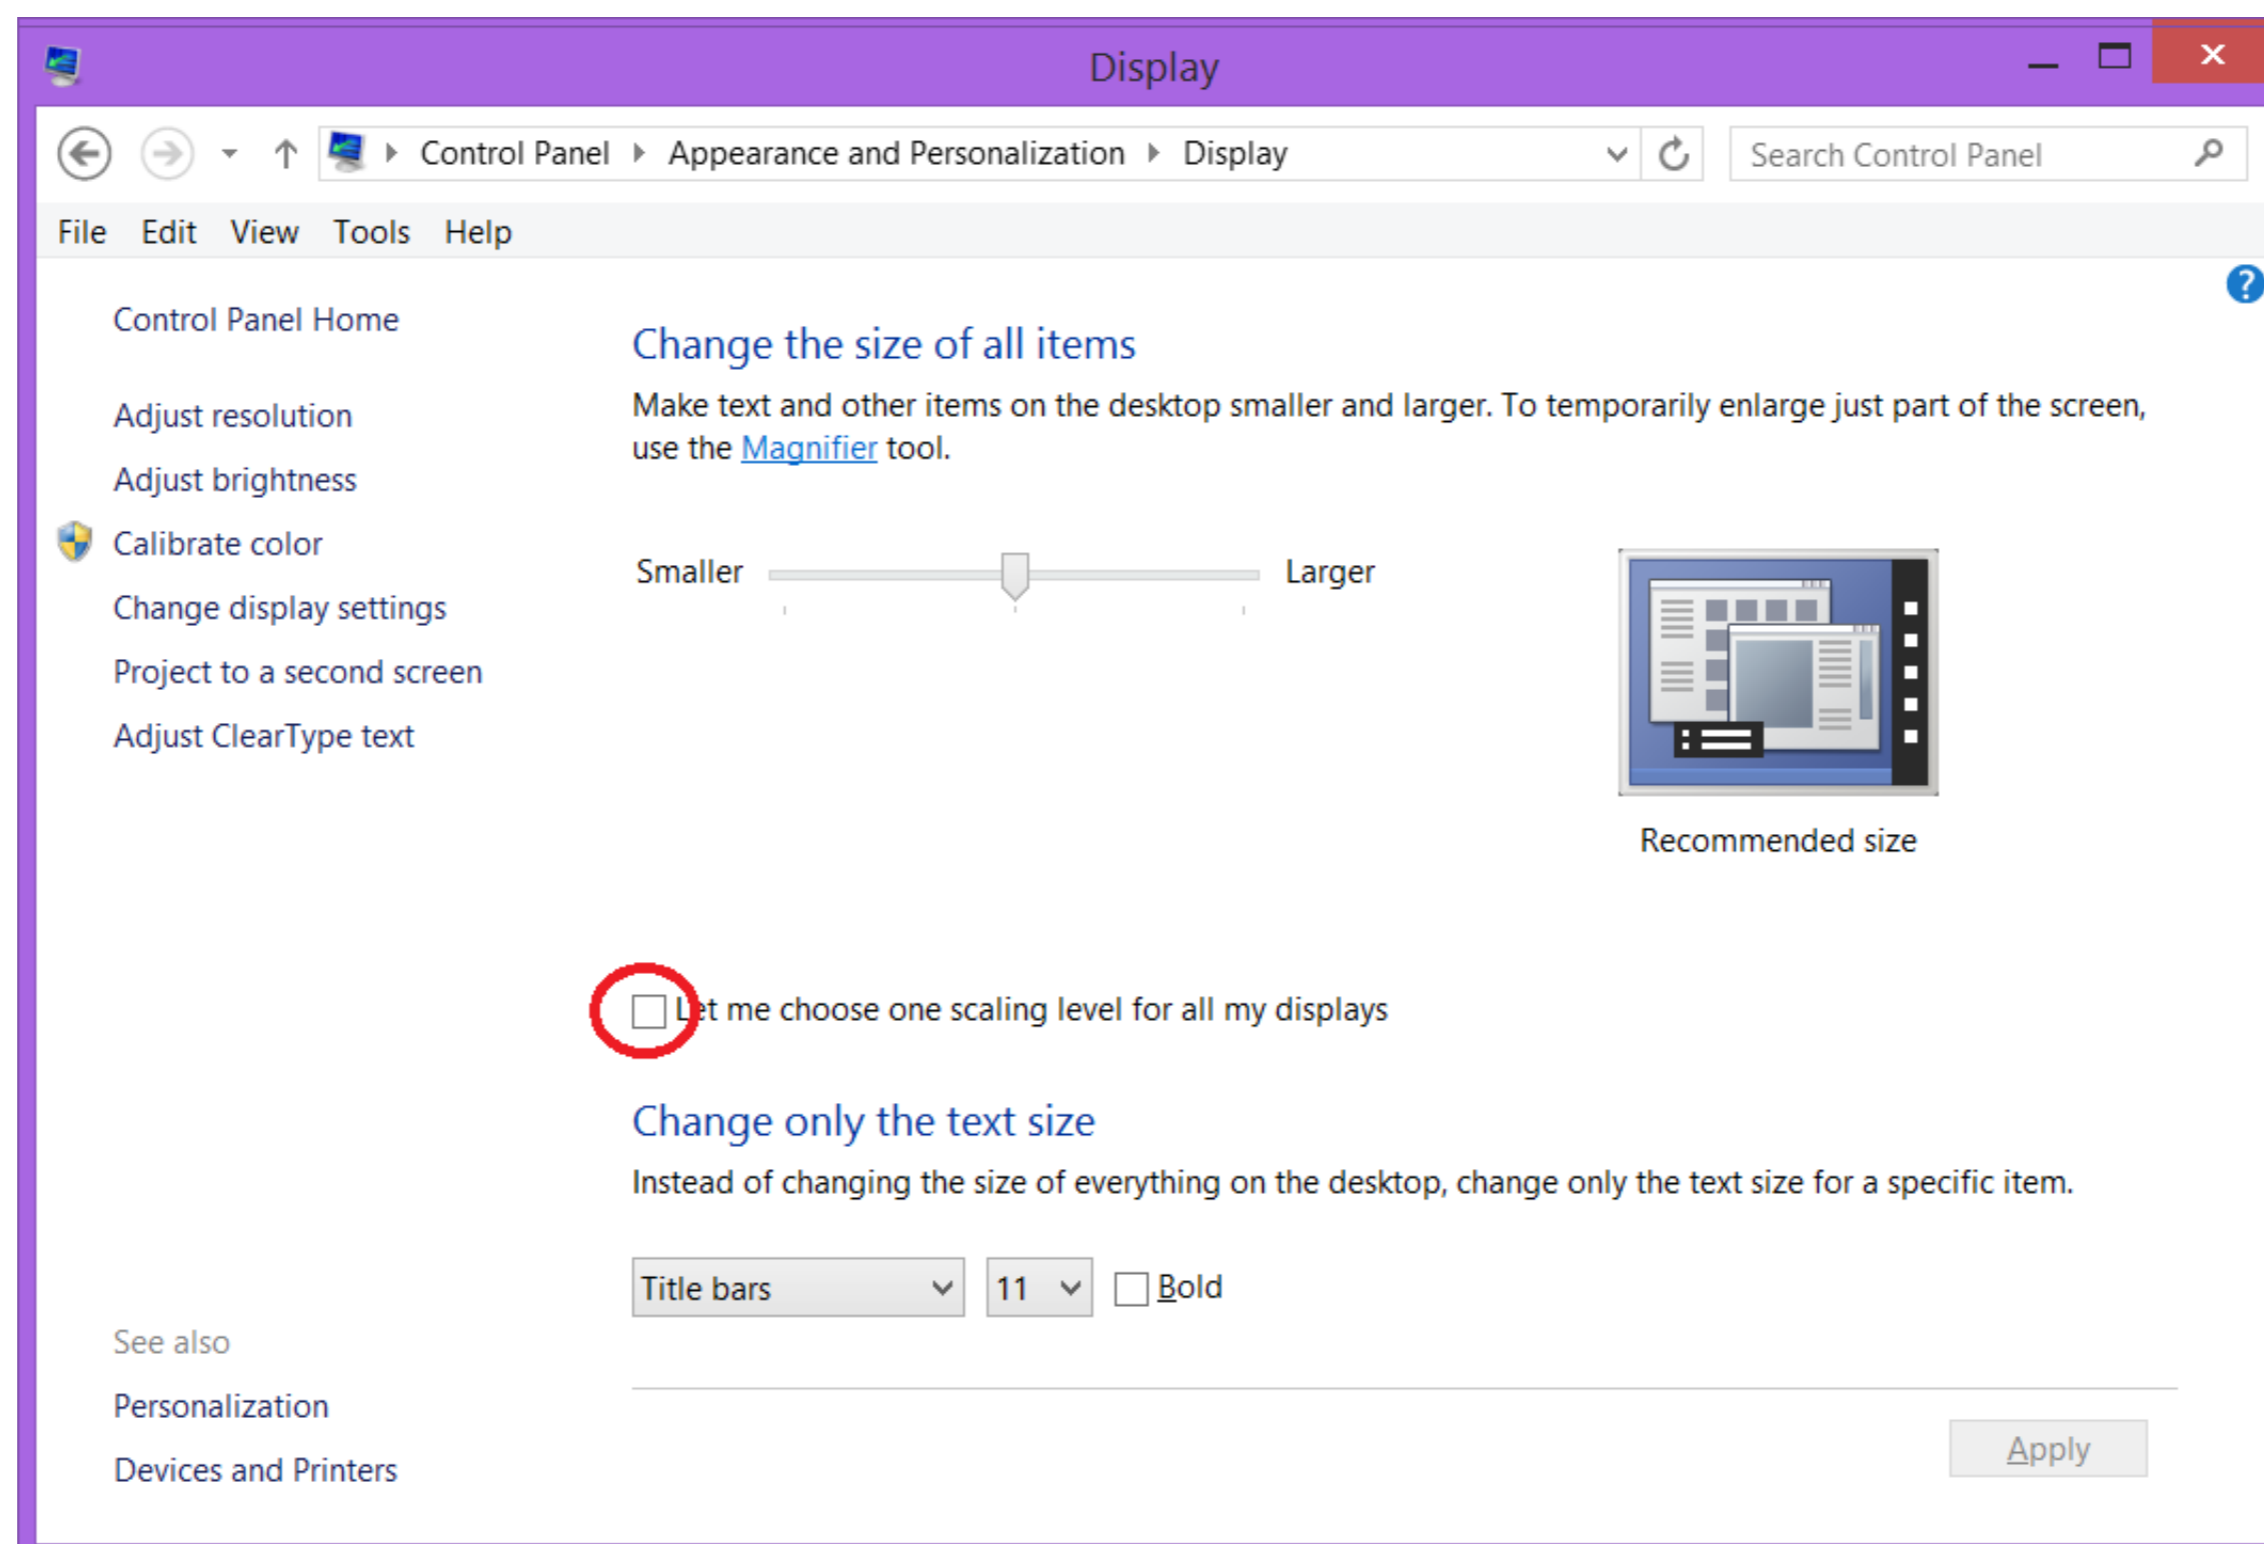 Display
Control Panel Appearance and Personalization Display
Search Control Panel
File Edit View Tools Help
Control Panel Home
Adjust resolution
Adjust brightness
Calibrate color
Change display settings
Project to a second screen
Adjust ClearType text
See also
Personalization
Devices and Printers
Change the size of all items
Make text and other items on the desktop smaller and larger. To temporarily enlarge just part of the screen,
use the Magnifier tool.
Smaller Larger
Recommended size
Let me choose one scaling level for all my displays
Change only the text size
Instead of changing the size of everything on the desktop, change only the text size for a specific item.
Title bars 11 Bold
Apply